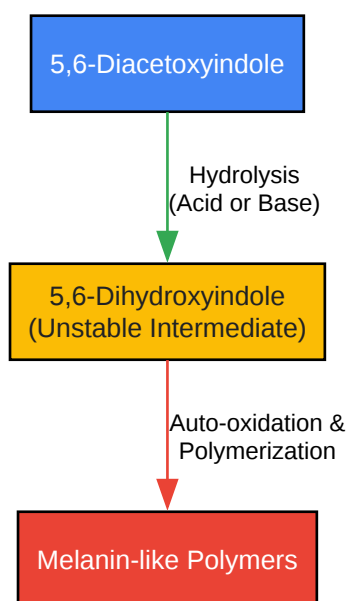 5,6-Diacetoxyindole
Hydrolysis
(Acid or Base)
5,6-Dihydroxyindole
(Unstable Intermediate)
Auto-oxidation &
Polymerization
Melanin-like Polymers